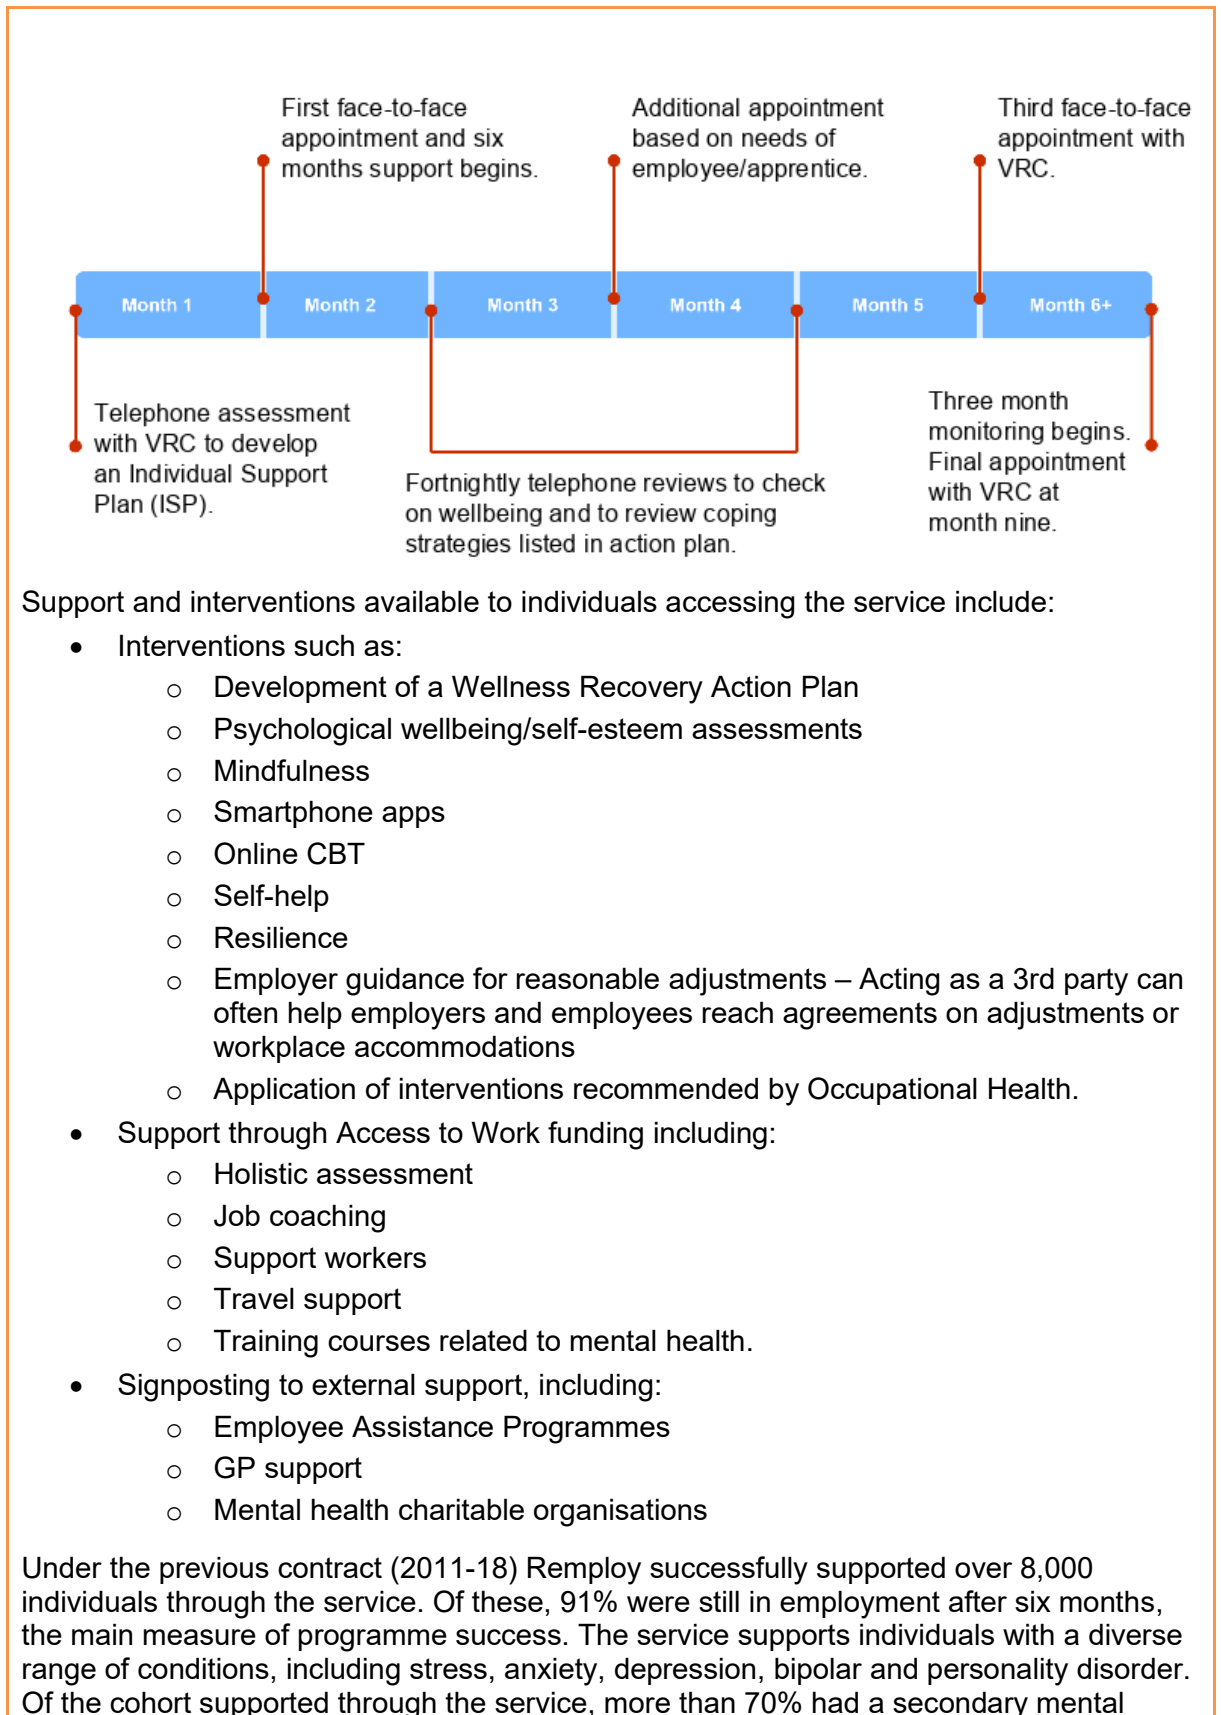 First face-to-face
appointment and six
months support begins.
Additional appointment
based on needs of
employee/apprentice.
Third face-to-face
appointment with
VRC.
Month 1
Month 2
Month 3
Month 4
Month 5
Month 6+
Telephone assessment
with VRC to develop
an Individual Support
Plan (ISP).
Fortnightly telephone reviews to check
on wellbeing and to review coping
strategies listed in action plan.
Three month
monitoring begins.
Final appointment
with VRC at
month nine.
Support and interventions available to individuals accessing the service include:
• Interventions such as:
o Development of a Wellness Recovery Action Plan
o Psychological wellbeing/self-esteem assessments
o Mindfulness
o Smartphone apps
o Online CBT
o Self-help
o Resilience
o Employer guidance for reasonable adjustments – Acting as a 3rd party can
often help employers and employees reach agreements on adjustments or
workplace accommodations
o Application of interventions recommended by Occupational Health.
• Support through Access to Work funding including:
o Holistic assessment
o Job coaching
o Support workers
o Travel support
o Training courses related to mental health.
• Signposting to external support, including:
o Employee Assistance Programmes
o GP support
o Mental health charitable organisations
Under the previous contract (2011-18) Remploy successfully supported over 8,000
individuals through the service. Of these, 91% were still in employment after six months,
the main measure of programme success. The service supports individuals with a diverse
range of conditions, including stress, anxiety, depression, bipolar and personality disorder.
Of the cohort supported through the service, more than 70% had a secondary mental